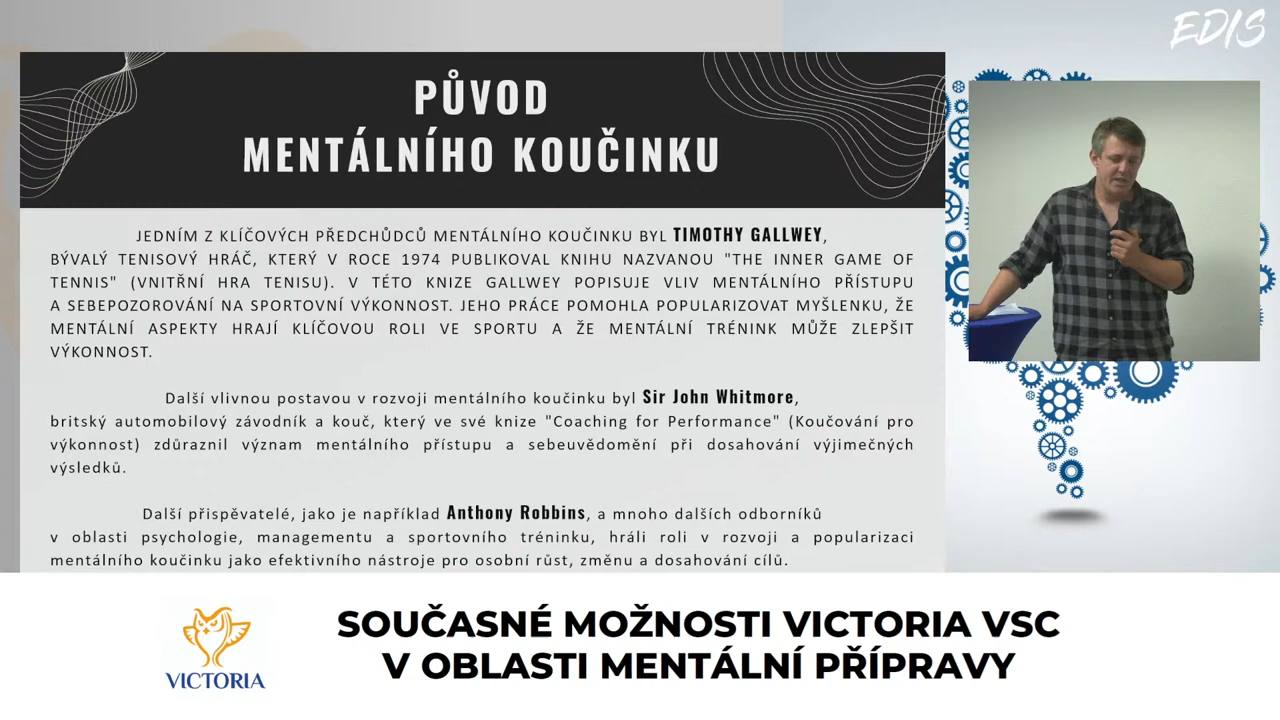 EDIS
PŮVOD
MENTÁLNÍHO KOUČINKU
JEDNÍM Z KLÍČOVÝCH PŘEDCHŮDCŮ MENTÁLNÍHO KOUČINKU BYL TIMOTHY GALLWEY,
BÝVALÝ TENISOVÝ HRÁČ, KTERÝ V ROCE 1974 PUBLIKOVAL KNIHU NAZVANOU "THE INNER GAME OF
TENNIS" (VNITŘNÍ HRA TENISU). V TÉTO KNIZE GALLWEY POPISUJE VLIV MENTÁLNÍHO PŘÍSTUPU
A SEBEPOZOROVÁNÍ NA SPORTOVNÍ VÝKONNOST. JEHO PRÁCE POMOHLA POPULARIZOVAT MYŠLENKU, ŽE
MENTÁLNÍ ASPEKTY HRAJÍ KLÍČOVOU ROLI VE SPORTU A ŽE MENTÁLNÍ TRÉNINK MŮŽE ZLEPŠIT
VÝKONNOST.
Další vlivnou postavou v rozvoji mentálního koučinku byl Sir John Whitmore,
britský automobilový závodník a kouč, který ve své knize "Coaching for Performance" (Koučování pro
výkonnost) zdůraznil význam mentálního přístupu a sebeuvědomění při dosahování výjimečných
výsledků.
Další přispěvatelé, jako je například Anthony Robbins, a mnoho dalších odborníků
v oblasti psychologie, managementu a sportovního tréninku, hráli roli v rozvoji a popularizaci
mentálního koučinku jako efektivního nástroje pro osobní růst, změnu a dosahování cílů.
VICTORIA
SOUČASNÉ MOŽNOSTI VICTORIA VSC
V OBLASTI MENTÁLNÍ PŘÍPRAVY